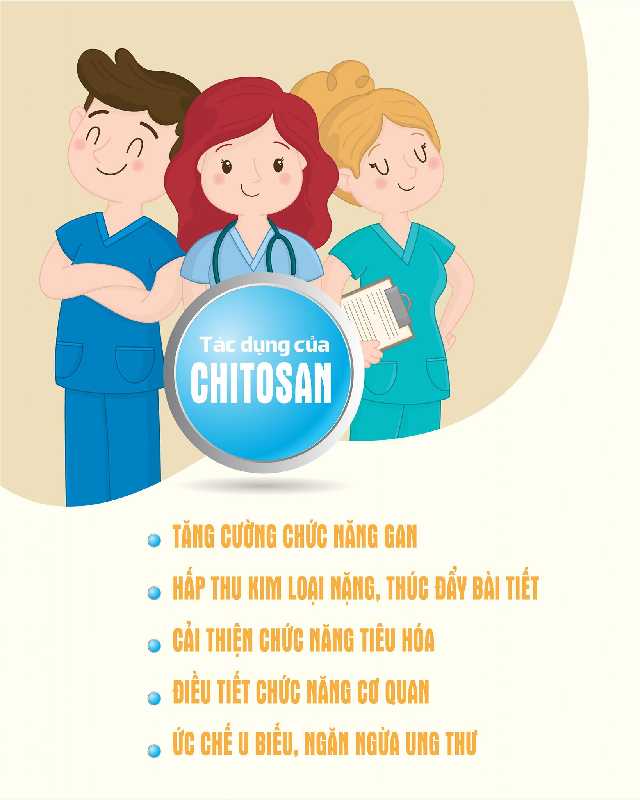 Tác dụng của
CHITOSAN
TĂNG CƯỜNG CHỨC NĂNG GAN
HẤP THU KIM LOẠI NẶNG, THÚC ĐẨY BÀI TIẾT
CẢI THIỆN CHỨC NĂNG TIÊU HÓA
ĐIỀU TIẾT CHỨC NĂNG CƠ QUAN
ỨC CHẾ U BIẾU, NGĂN NGỪA UNG THƯ